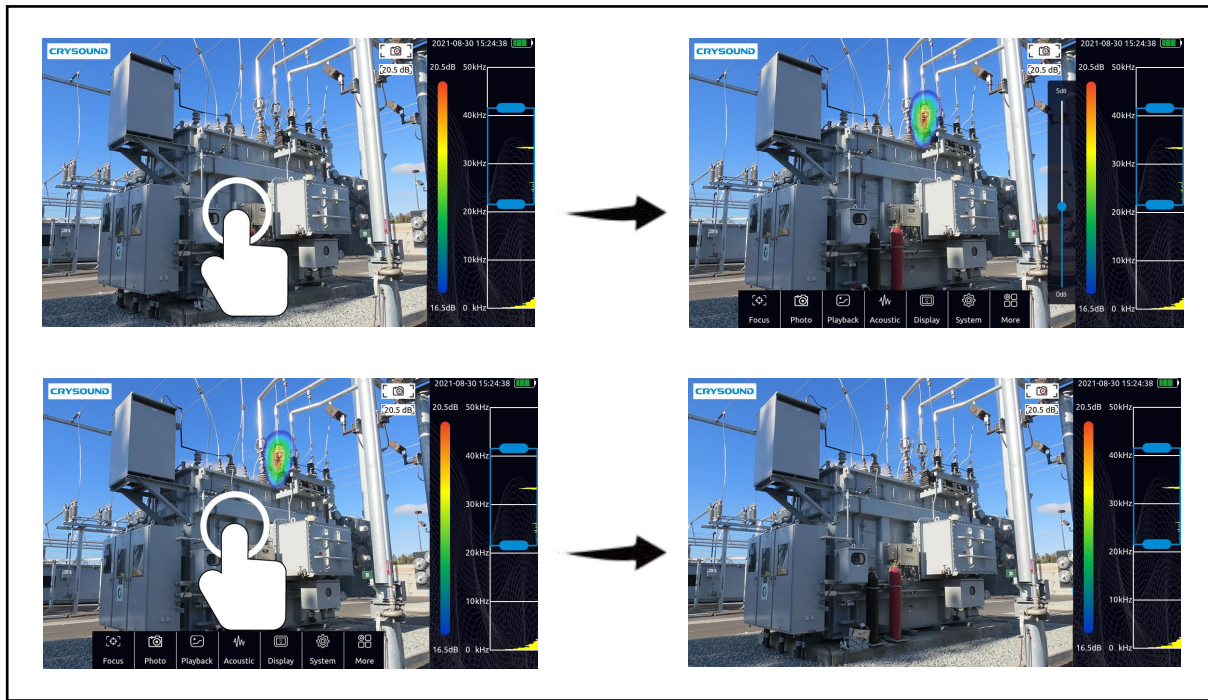 CRYSOUND
2021-08-30 15:24:38
20.5 dB
20.5dB
50kHz
40kHz
30kHz
20kHz
10kHz
16.5dB
0 kHz
CRYSOUND
2021-08-30 15:24:38
20.5 dB
20.5dB
50kHz
5dB
40kHz
30kHz
20kHz
10kHz
0dB
16.5dB
0 kHz
Focus
Photo
Playback
Acoustic
Display
System
More
CRYSOUND
2021-08-30 15:24:38
20.5 dB
20.5dB
50kHz
40kHz
30kHz
20kHz
10kHz
16.5dB
0 kHz
Focus
Photo
Playback
Acoustic
Display
System
More
CRYSOUND
2021-08-30 15:24:38
20.5 dB
20.5dB
50kHz
40kHz
30kHz
20kHz
10kHz
16.5dB
0 kHz